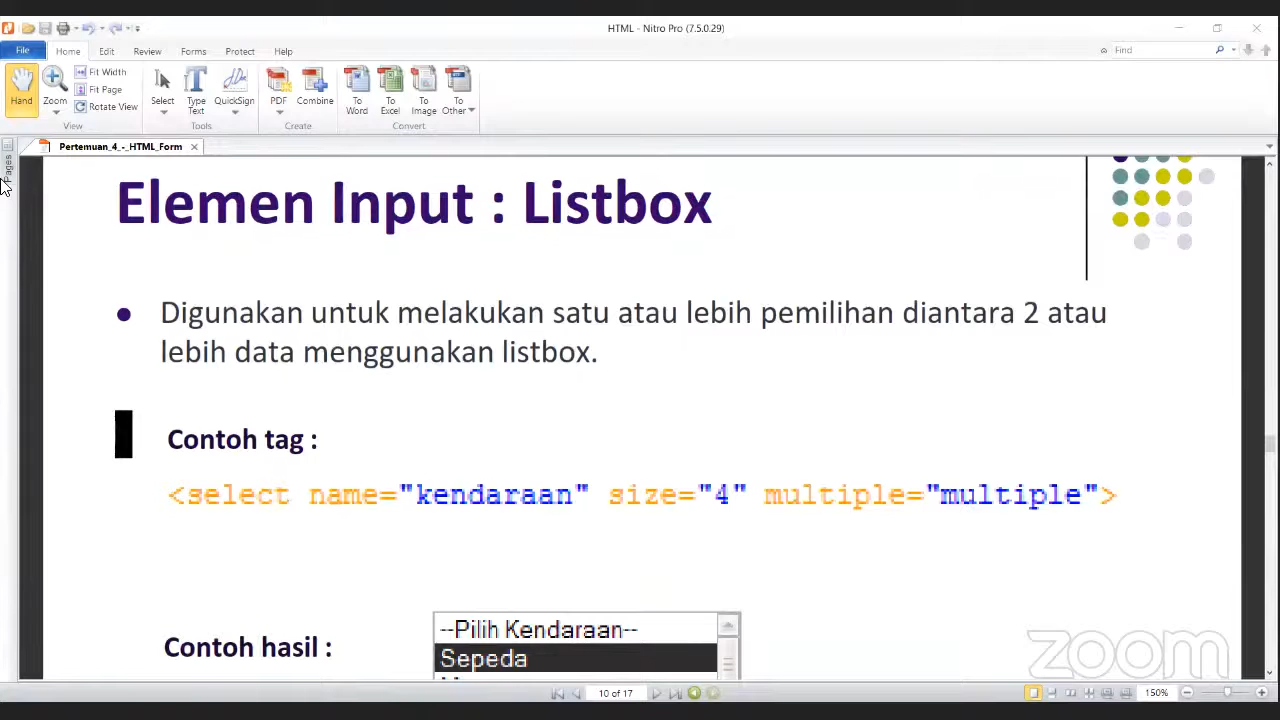 HTML - Nitro Pro (7.5.0.29)
File Home Edit Review Forms Protect Help
Find
Hand
Zoom
Fit Width
Fit Page
Rotate View
View
Select
Type Text
QuickSign
Tools
PDF
Combine
Create
To Word
To Excel
To Image
To Other
Convert
Pertemuan_4_-_HTML_Form
Pages
Elemen Input : Listbox
Digunakan untuk melakukan satu atau lebih pemilihan diantara 2 atau
lebih data menggunakan listbox.
Contoh tag :
<select name="kendaraan" size="4" multiple="multiple">
Contoh hasil :
--Pilih Kendaraan--
Sepeda
zoom
10 of 17
150%